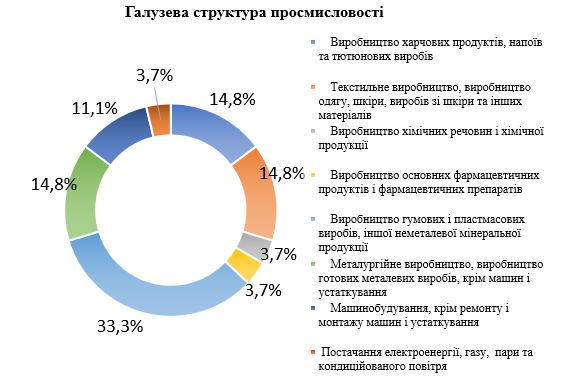 Галузева структура просмисловості
3,7%
11,1%
14,8%
14,8%
14,8%
3,7%
3,7%
33,3%
Виробництво харчових продуктів, напоїв
та тютюнових виробів
Текстильне виробництво, виробництво
одягу, шкіри, виробів зі шкіри та інших
матеріалів
Виробництво хімічних речовин і хімічної
продукції
Виробництво основних фармацевтичних
продуктів і фармацевтичних препаратів
Виробництво гумових і пластмасових
виробів, іншої неметалевої мінеральної
продукції
Металургійне виробництво, виробництво
готових металевих виробів, крім машин і
устаткування
Машинобудування, крім ремонту і
монтажу машин і устаткування
Постачання електроенергії, газу, пари та
кондиційованого повітря